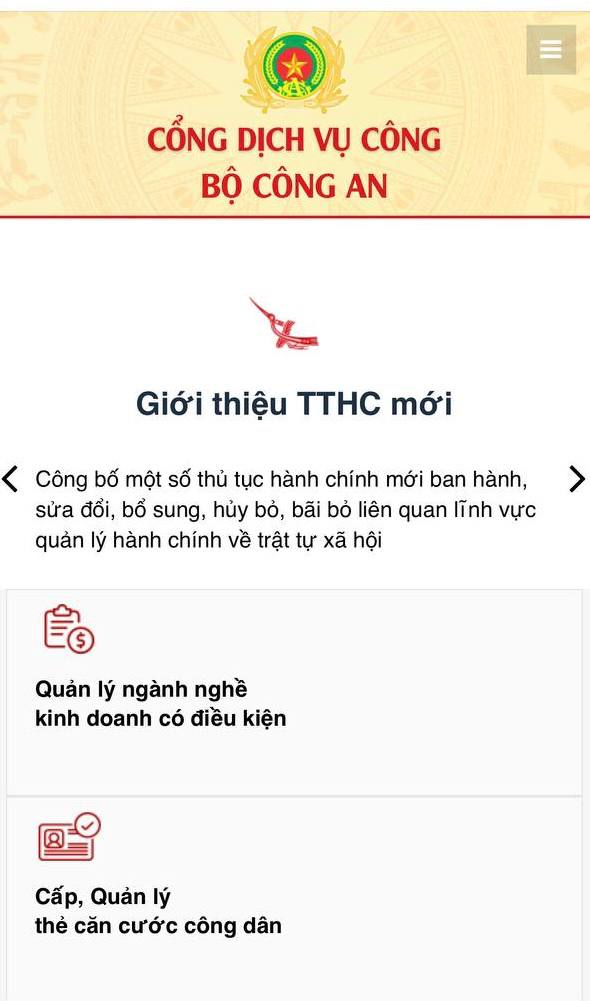 CỔNG DỊCH VỤ CÔNG
BỘ CÔNG AN
Giới thiệu TTHC mới
Công bố một số thủ tục hành chính mới ban hành,
sửa đổi, bổ sung, hủy bỏ, bãi bỏ liên quan lĩnh vực
quản lý hành chính về trật tự xã hội
Quản lý ngành nghề
kinh doanh có điều kiện
Cấp, Quản lý
thẻ căn cước công dân